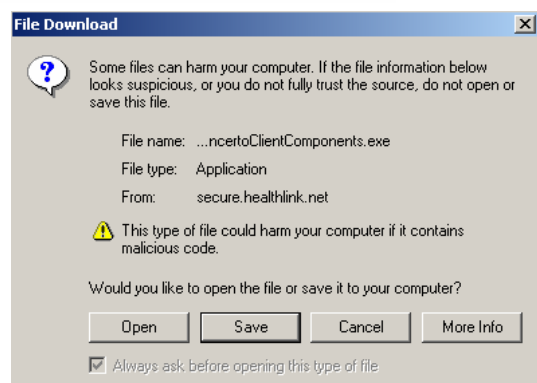 File Download
Some files can harm your computer. If the file information below
looks suspicious, or you do not fully trust the source, do not open or
save this file.
File name: ...ncertoClientComponents.exe
File type: Application
From: secure.healthlink.net
This type of file could harm your computer if it contains
malicious code.
Would you like to open the file or save it to your computer?
Open Save Cancel More Info
Always ask before opening this type of file